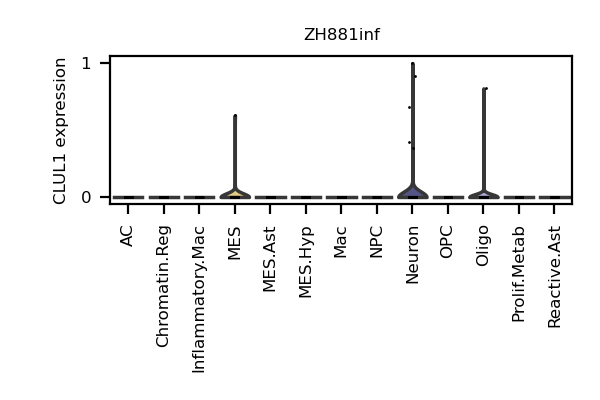 ZH881inf
CLUL1 expression
1
0
AC
Chromatin.Reg
Inflammatory.Mac
MES
MES.Ast
MES.Hyp
Mac
NPC
Neuron
OPC
Oligo
Prolif.Metab
Reactive.Ast